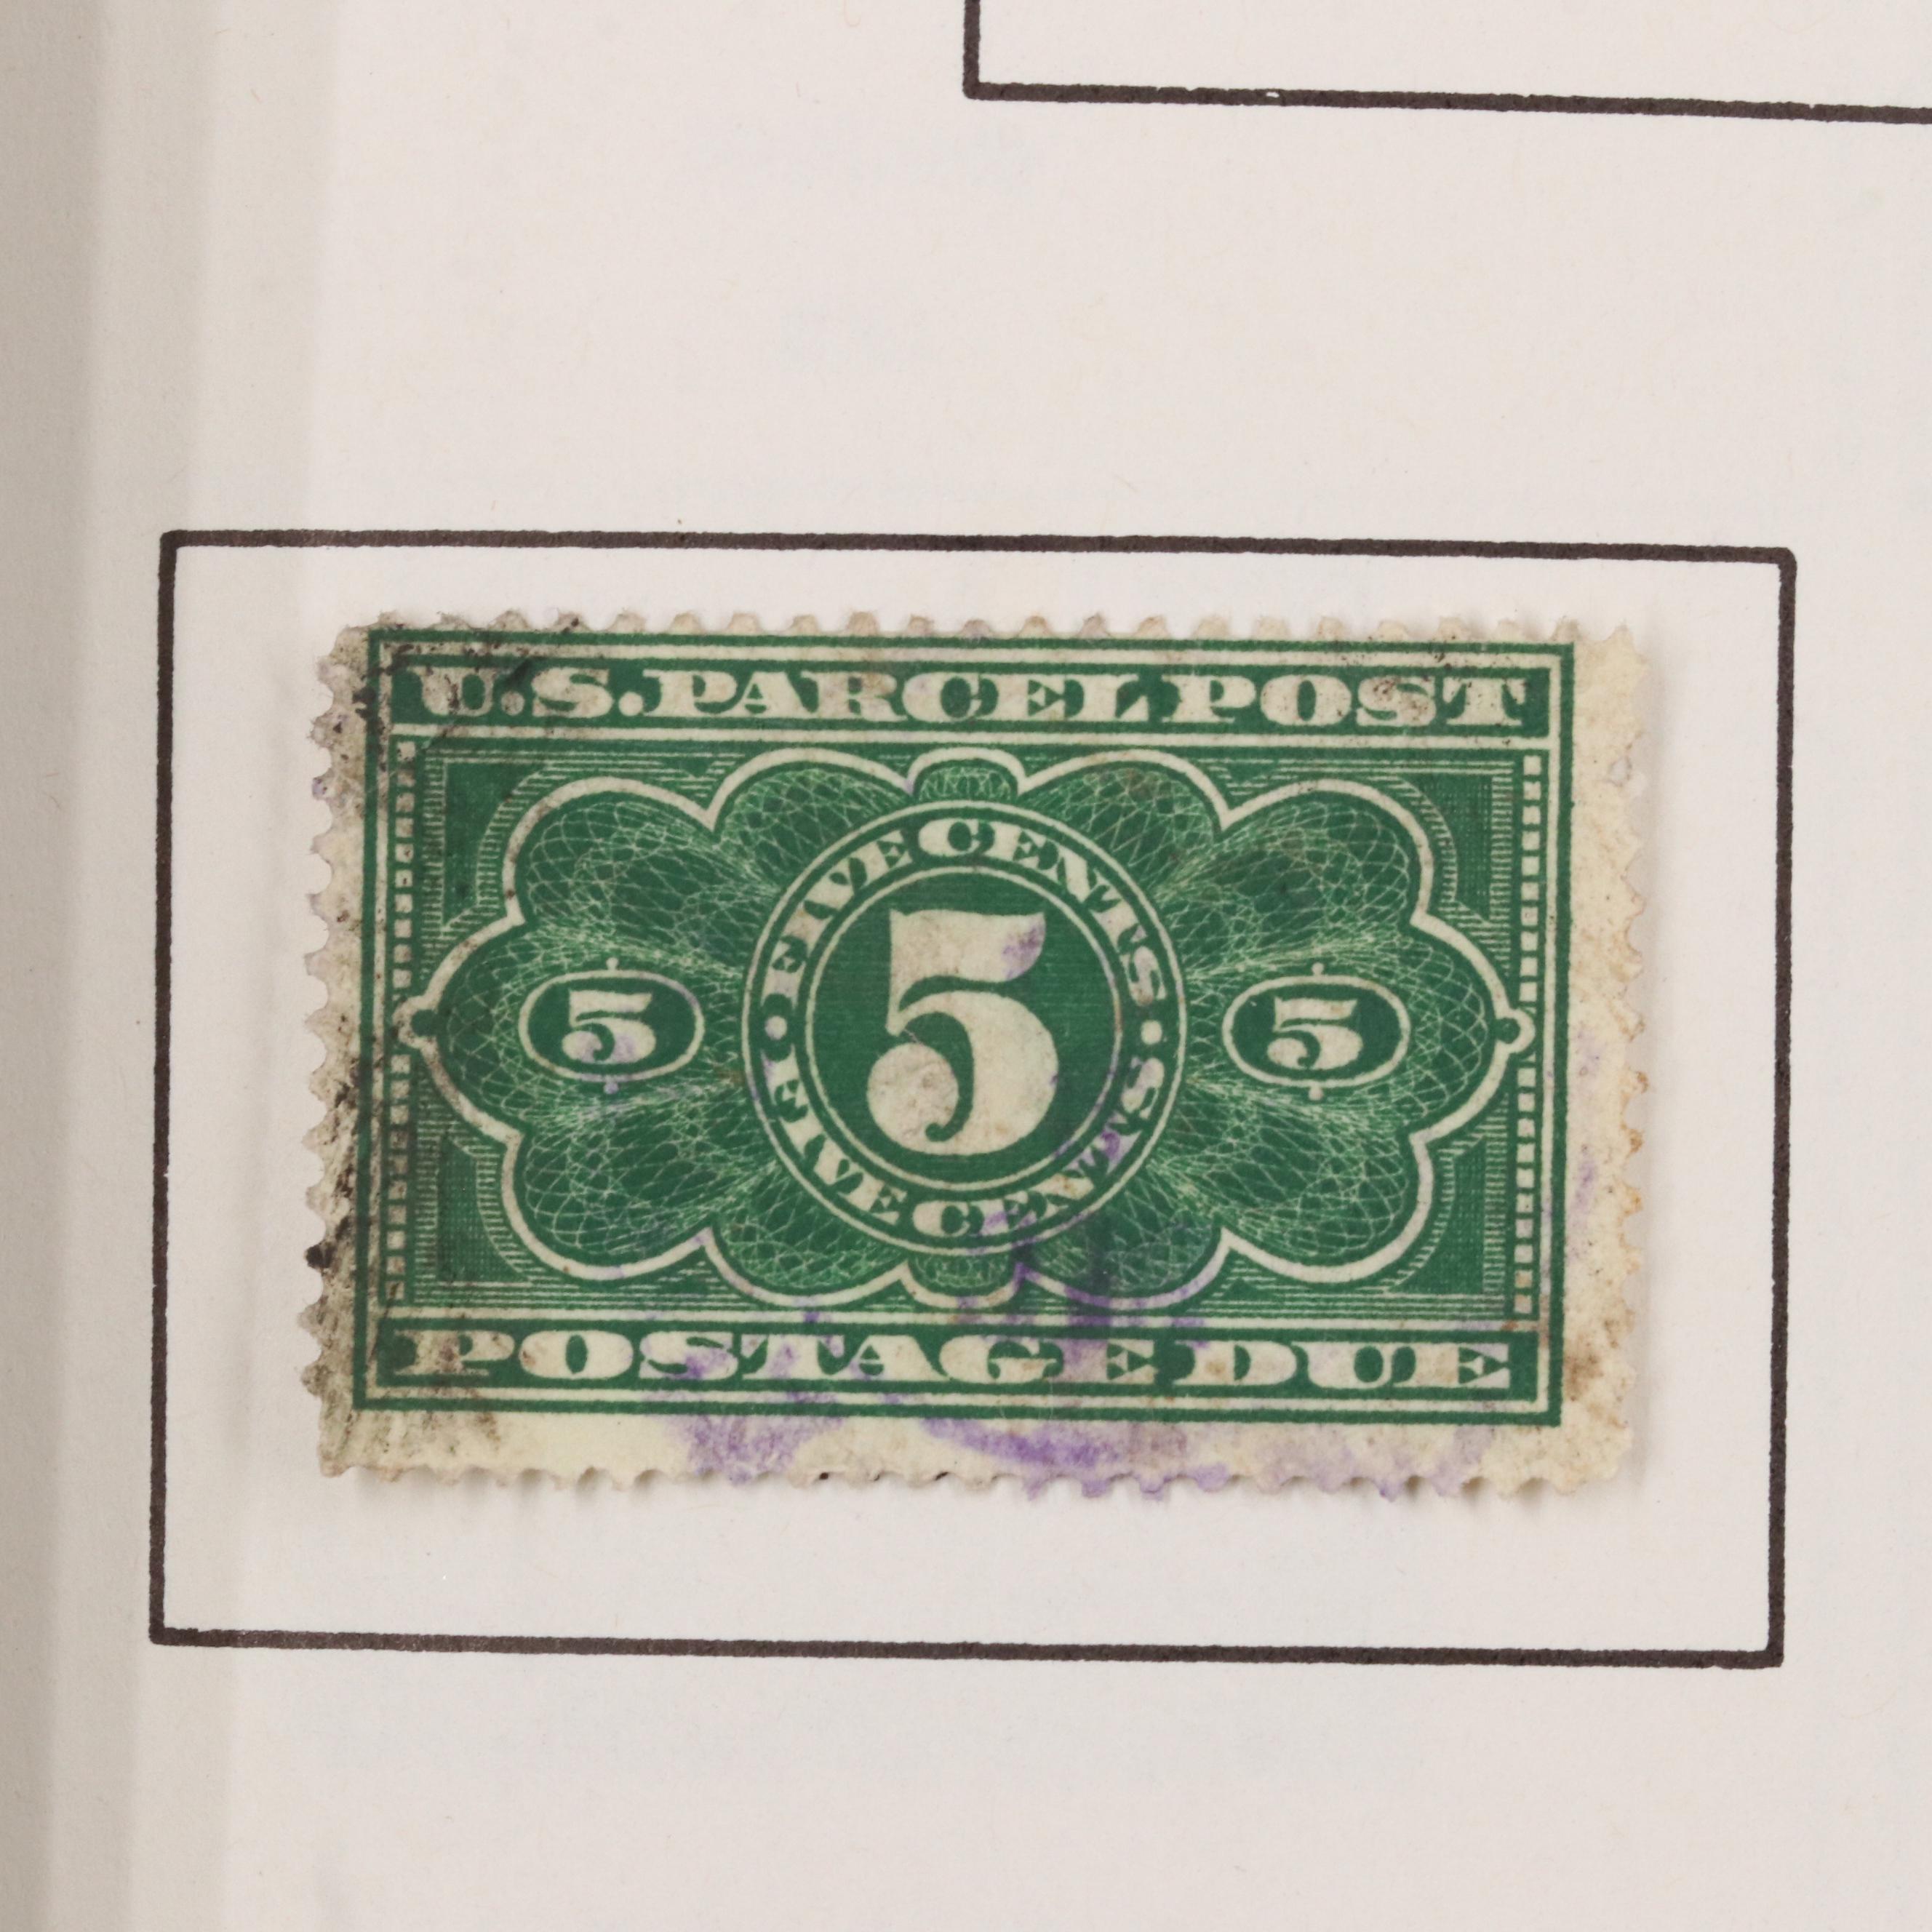 U.S. PARCEL POST
• FIVE CENTS •
5
5
5
FIVE CENTS
POSTAGE DUE